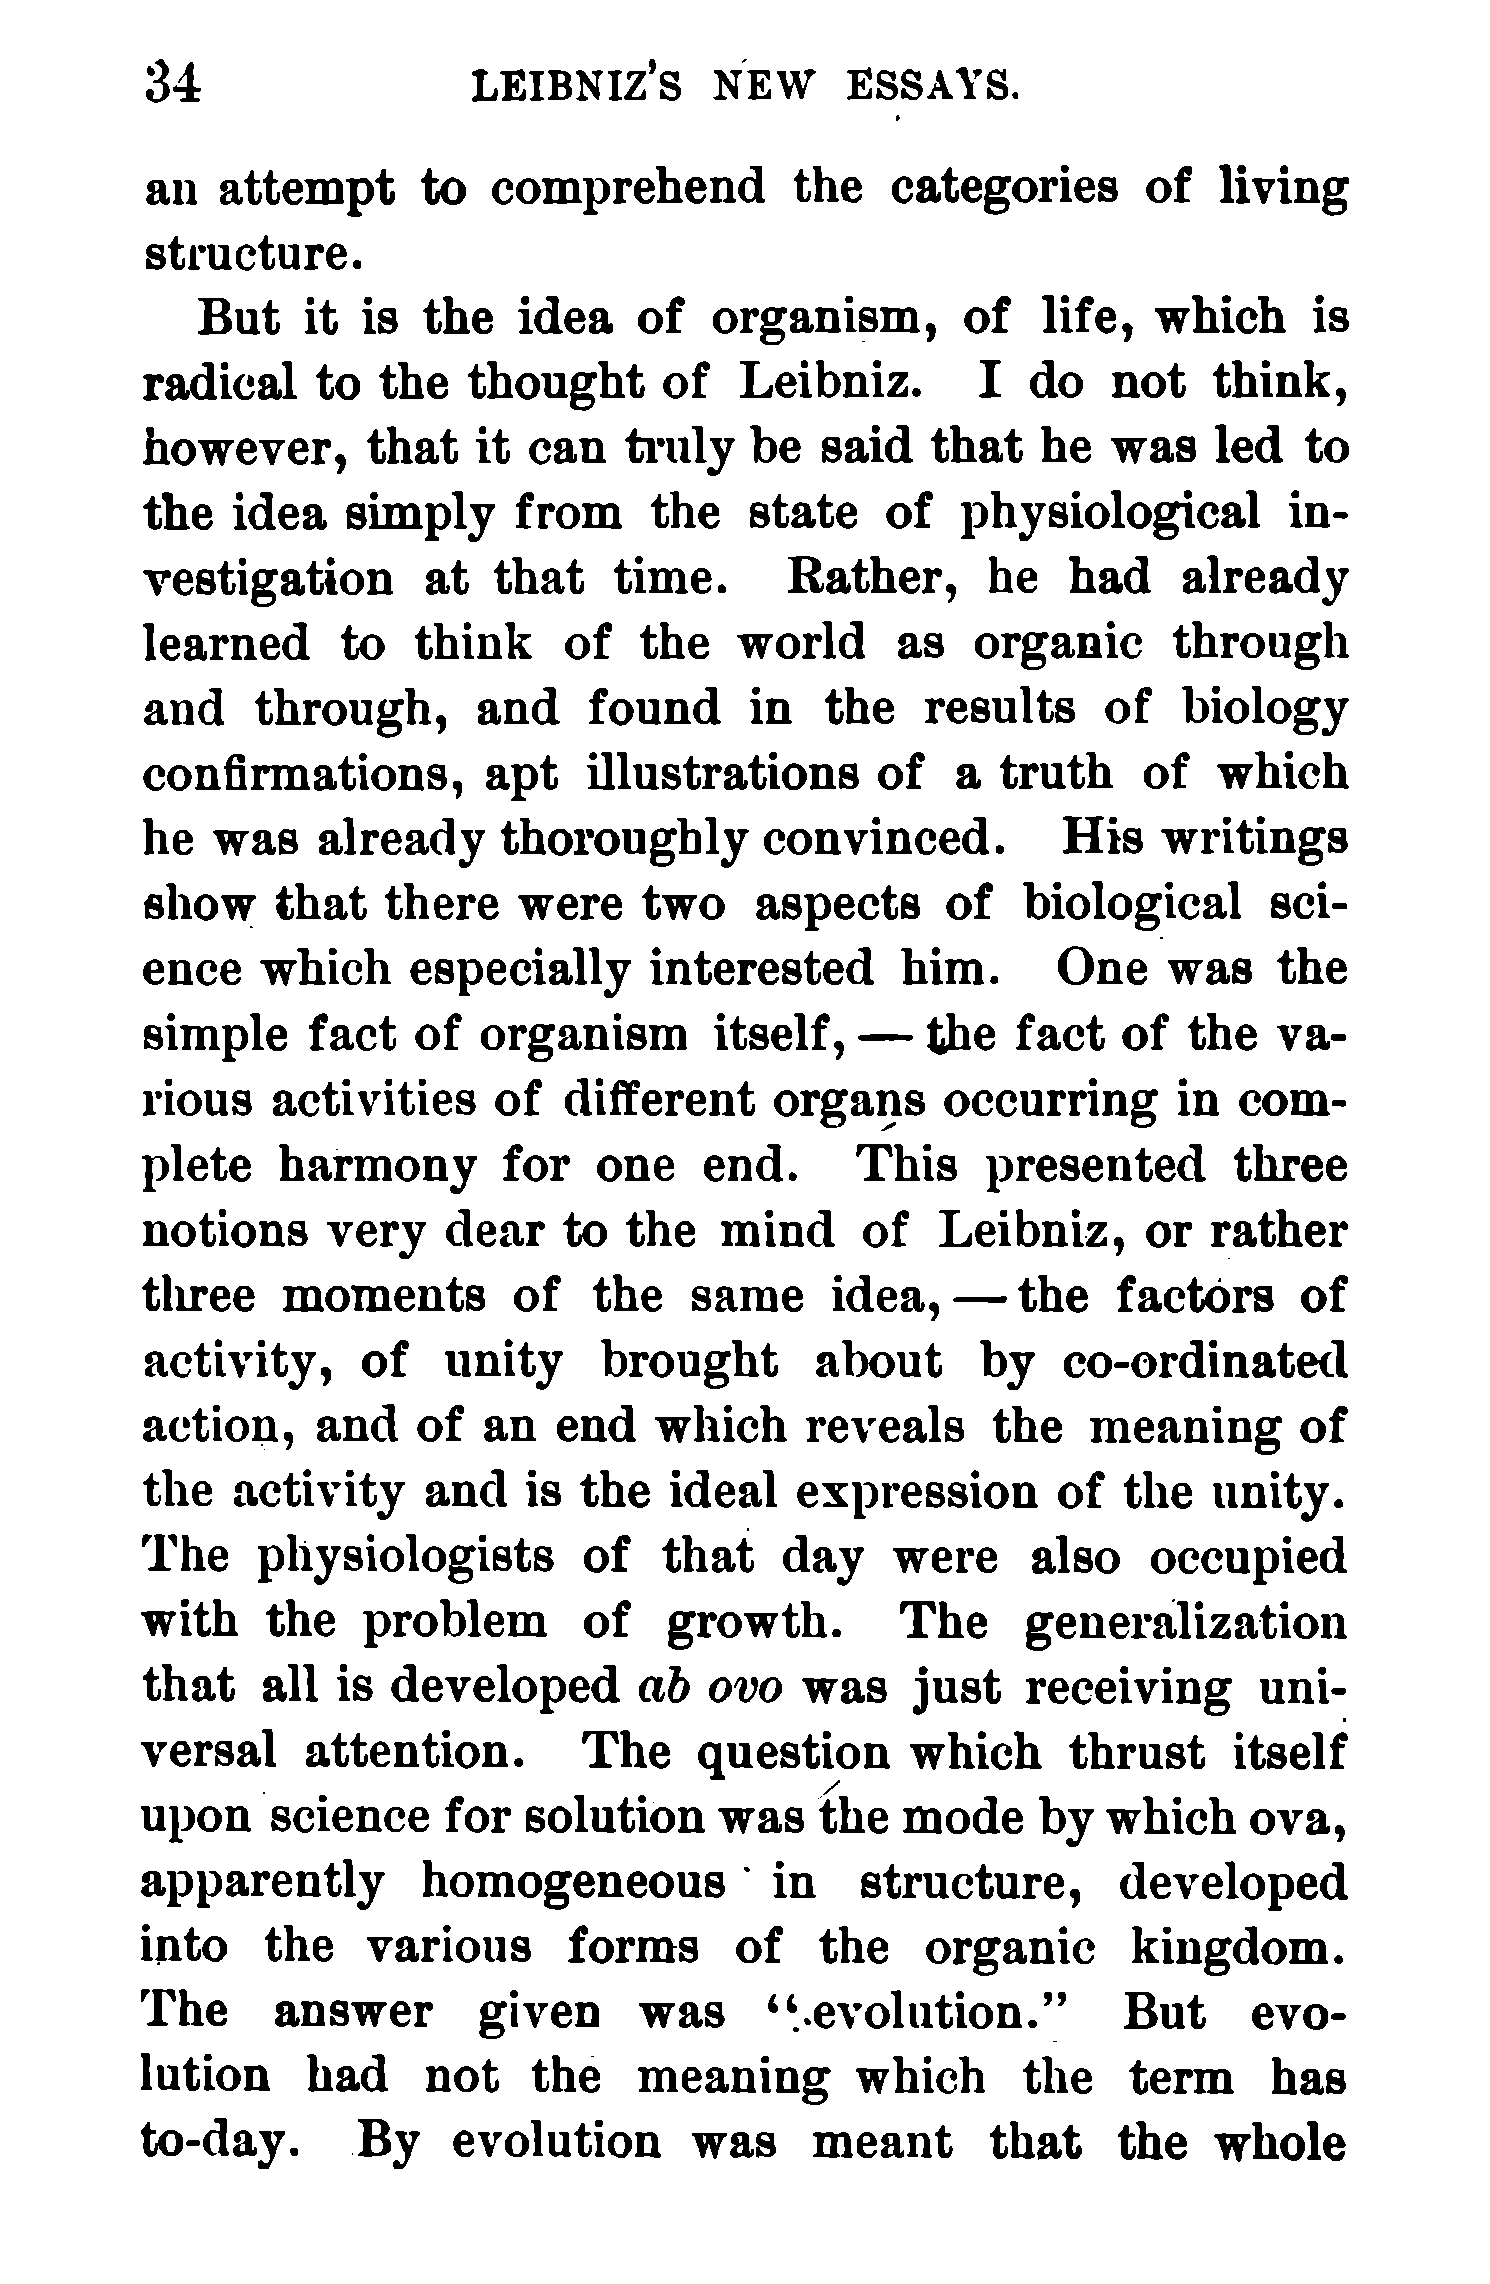 34 LEIBNIZ'S NEW ESSAYS.
an attempt to comprehend the categories of living
structure.
But it is the idea of organism, of life, which is
radical to the thought of Leibniz. I do not think,
however, that it can truly be said that he was led to
the idea simply from the state of physiological in-
vestigation at that time. Rather, he had already
learned to think of the world as organic through
and through, and found in the results of biology
confirmations, apt illustrations of a truth of which
he was already thoroughly convinced. His writings
show that there were two aspects of biological sci-
ence which especially interested him. One was the
simple fact of organism itself, — the fact of the va-
rious activities of different organs occurring in com-
plete harmony for one end. This presented three
notions very dear to the mind of Leibniz, or rather
three moments of the same idea, — the factors of
activity, of unity brought about by co-ordinated
action, and of an end which reveals the meaning of
the activity and is the ideal expression of the unity.
The physiologists of that day were also occupied
with the problem of growth. The generalization
that all is developed ab ovo was just receiving uni-
versal attention. The question which thrust itself
upon science for solution was the mode by which ova,
apparently homogeneous in structure, developed
into the various forms of the organic kingdom.
The answer given was “evolution.” But evo-
lution had not the meaning which the term has
to-day. By evolution was meant that the whole